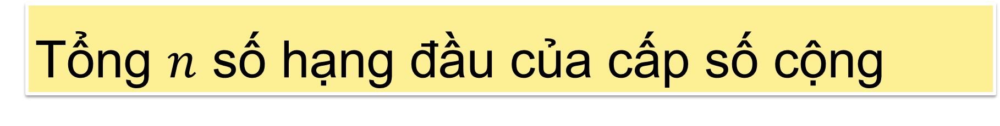 Tổng 𝑛 số hạng đầu của cấp số cộng